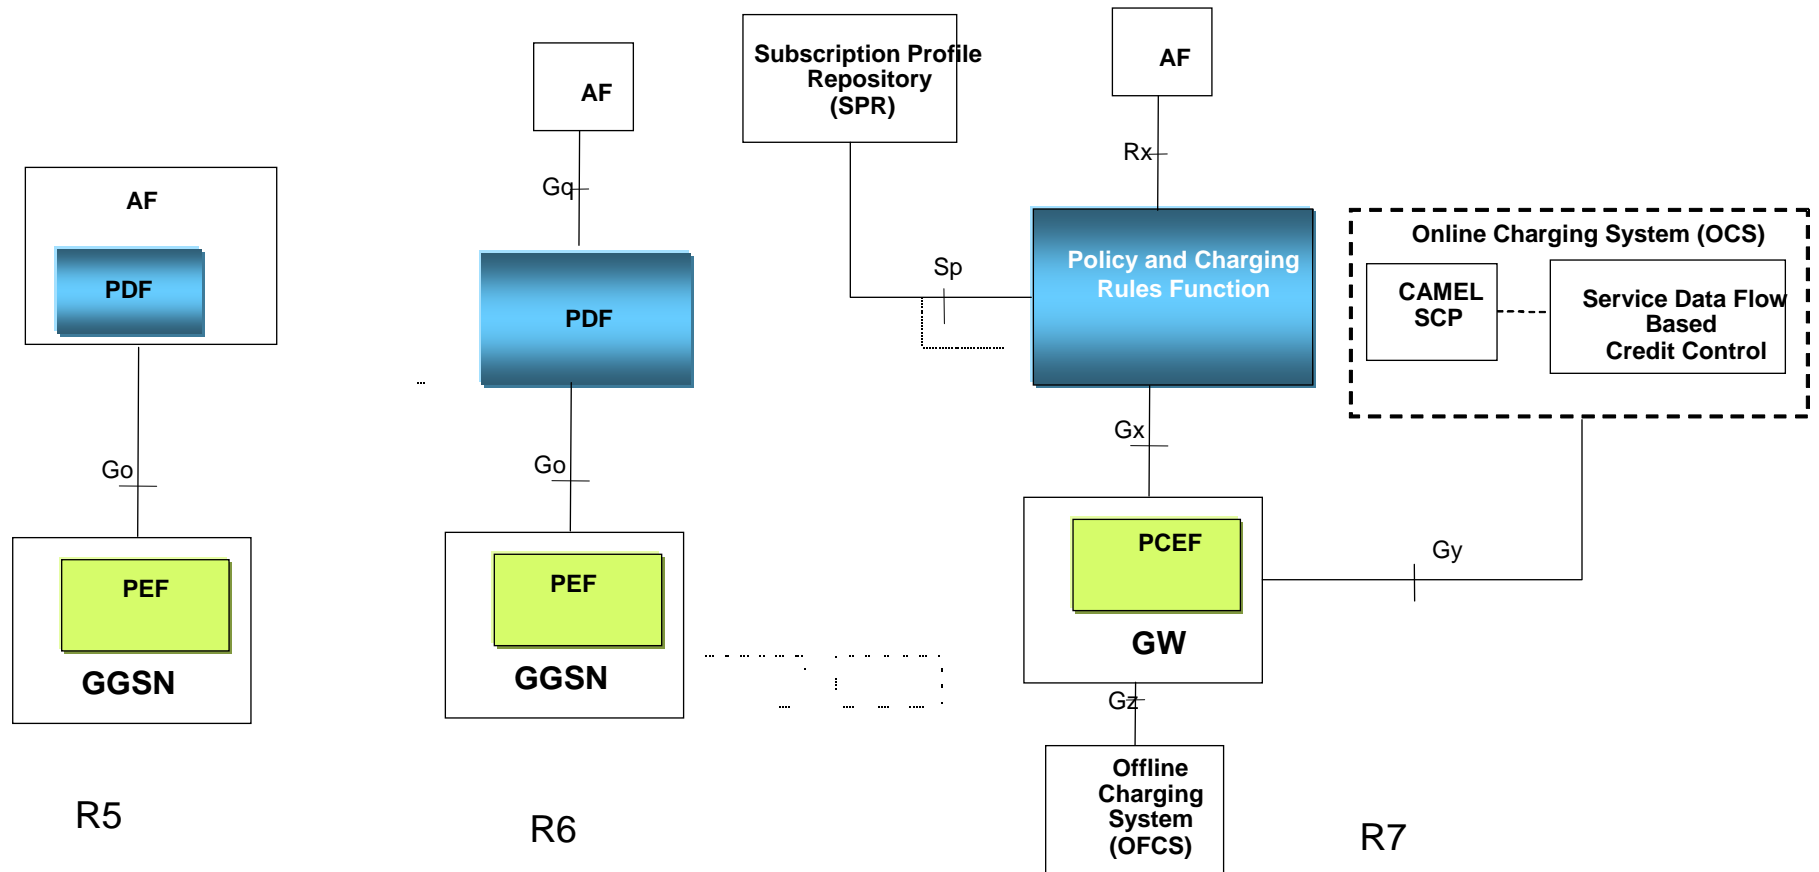 AF
PDF
Go
PEF
GGSN
R5
AF
Gq
PDF
Go
PEF
GGSN
R6
Subscription Profile
Repository
(SPR)
Sp
AF
Rx
Policy and Charging
Rules Function
Gx
PCEF
GW
Gz
Offline
Charging
System
(OFCS)
Online Charging System (OCS)
CAMEL
SCP
Service Data Flow
Based
Credit Control
Gy
R7